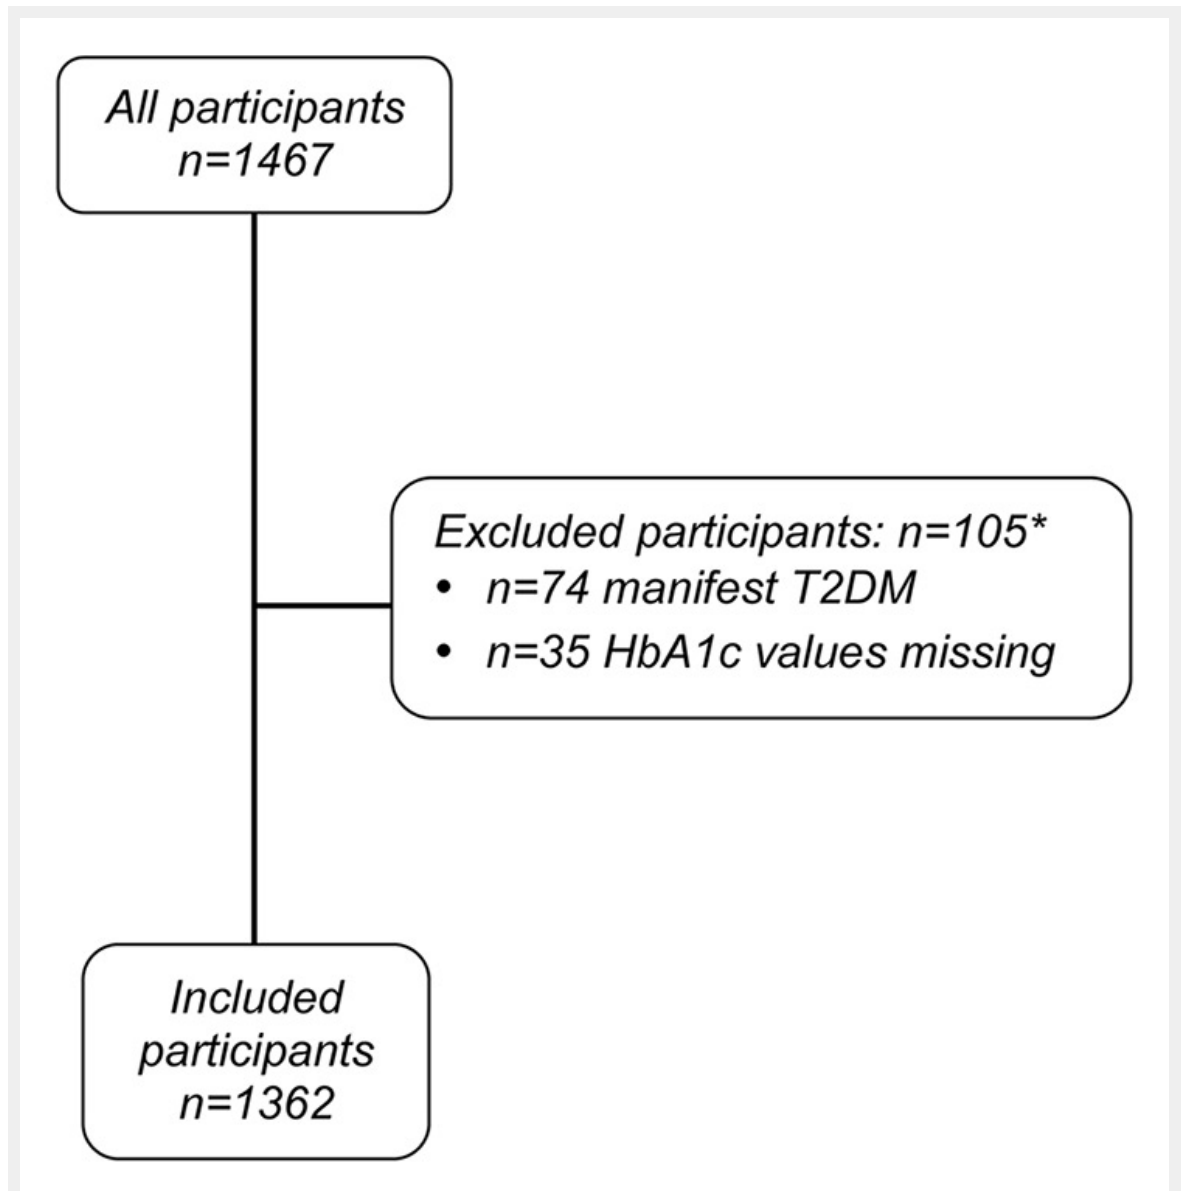 All participants
n=1467
Excluded participants: n=105*
• n=74 manifest T2DM
• n=35 HbA1c values missing
Included
participants
n=1362